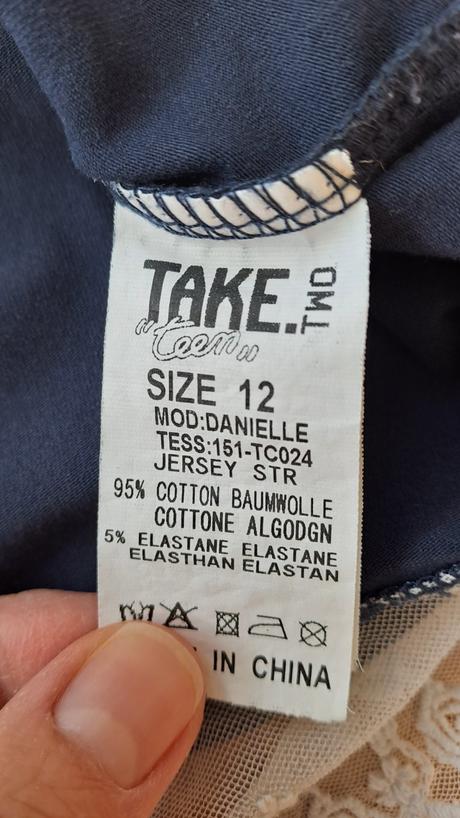 TAKE.TWO
"teen"
SIZE 12
MOD:DANIELLE
TESS:151-TC024
JERSEY STR
95% COTTON BAUMWOLLE
COTTONE ALGODGN
5% ELASTANE ELASTANE
ELASTHAN ELASTAN
IN CHINA